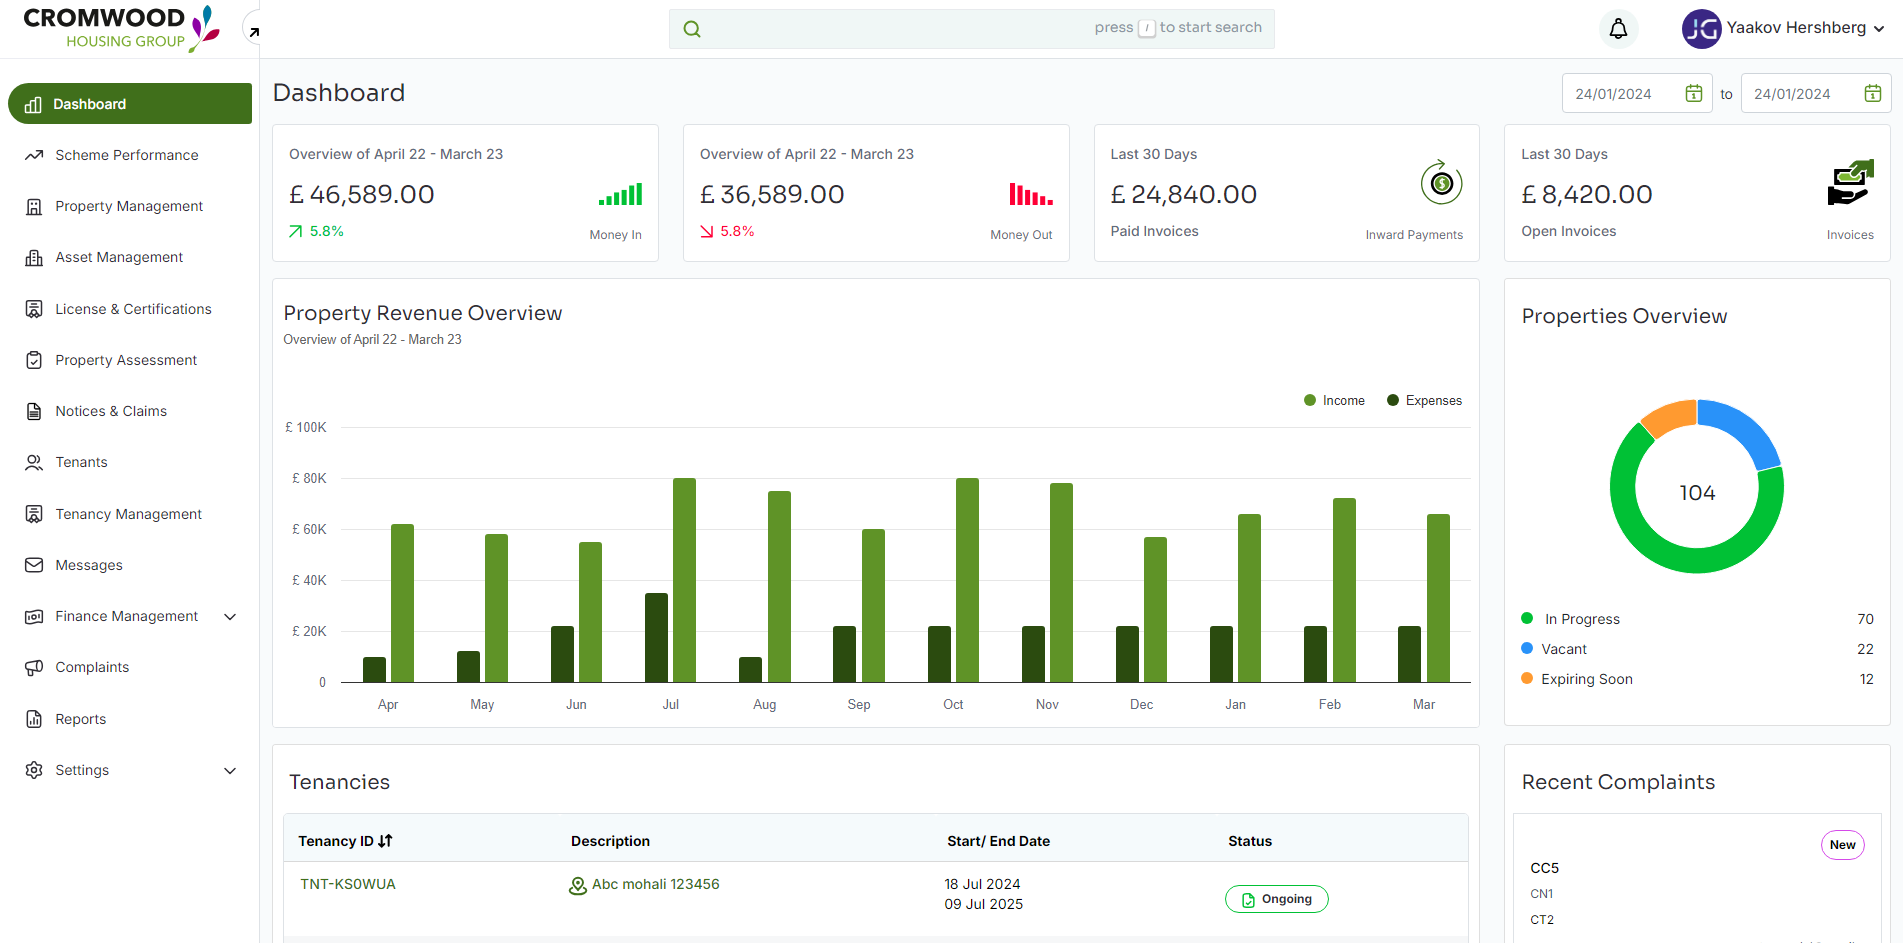 CROMWOOD
HOUSING GROUP
press / to start search
Yaakov Hershberg
Dashboard
Scheme Performance
Property Management
Asset Management
License & Certifications
Property Assessment
Notices & Claims
Tenants
Tenancy Management
Messages
Finance Management
Complaints
Reports
Settings
Dashboard
24/01/2024 to 24/01/2024
Overview of April 22 - March 23
£ 46,589.00
5.8%
Money In
Overview of April 22 - March 23
£ 36,589.00
5.8%
Money Out
Last 30 Days
£ 24,840.00
Paid Invoices
Inward Payments
Last 30 Days
£ 8,420.00
Open Invoices
Invoices
Property Revenue Overview
Overview of April 22 - March 23
Income Expenses
£ 100K
£ 80K
£ 60K
£ 40K
£ 20K
0
Apr May Jun Jul Aug Sep Oct Nov Dec Jan Feb Mar
Properties Overview
104
In Progress 70
Vacant 22
Expiring Soon 12
Tenancies
Tenancy ID Description Start/ End Date Status
TNT-KS0WUA Abc mohali 123456 18 Jul 2024
09 Jul 2025
Ongoing
Recent Complaints
New
CC5
CN1
CT2